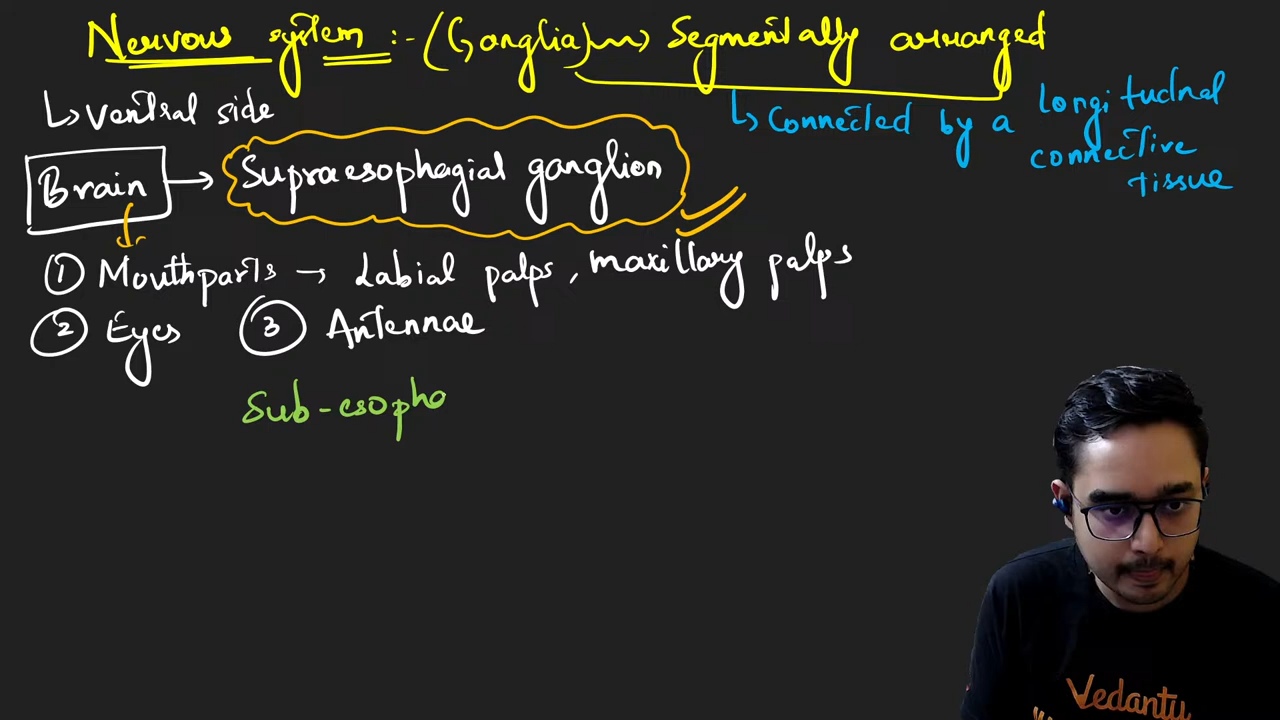 Nervous system :- (Ganglia) → Segmentally arranged
↳ ventral side
↳ Connected by a longitudnal connective tissue
Brain → Supraesophagial ganglion
① Mouthparts → Labial palps, maxillary palps
② Eyes ③ Antennae
Sub-esopha
Vedantu